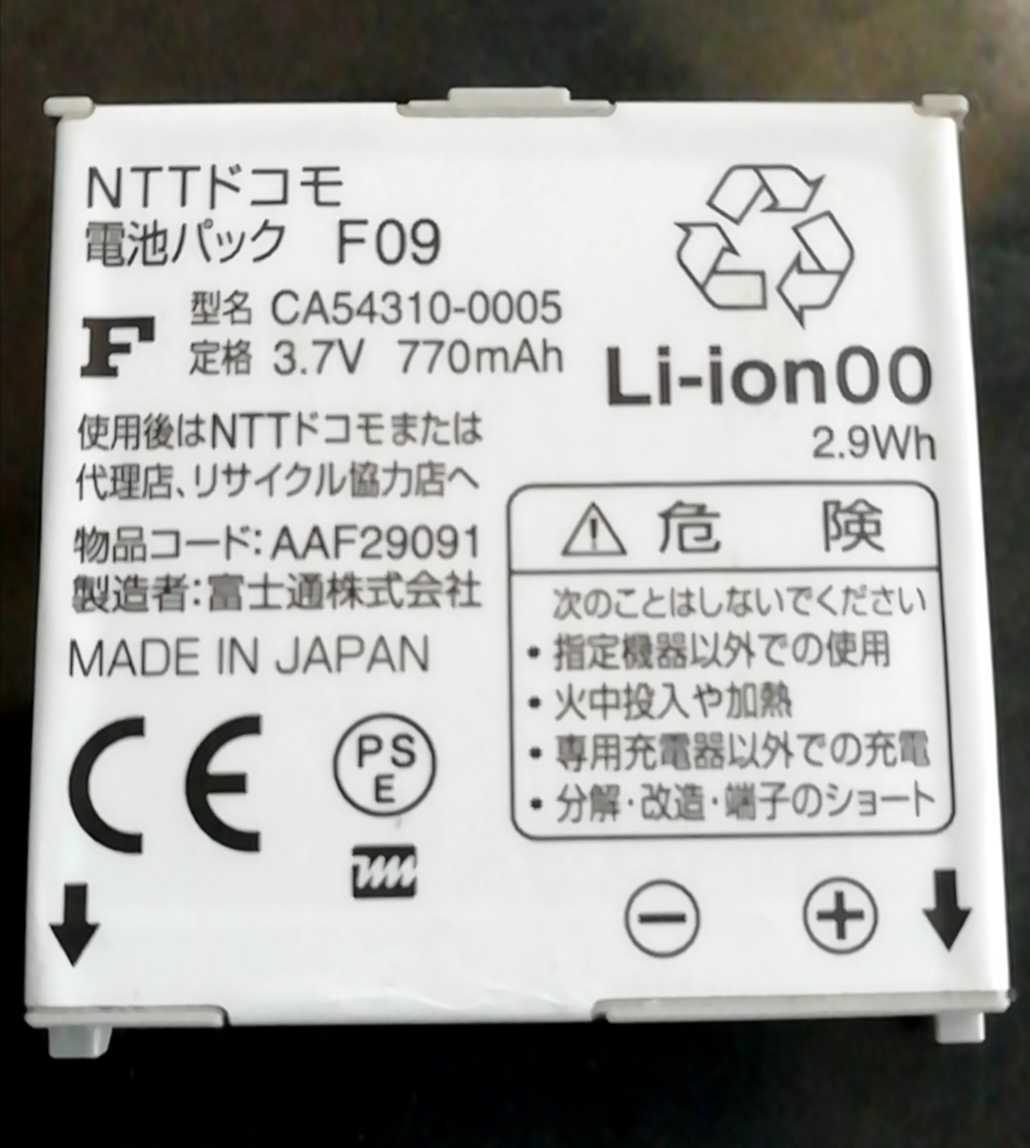 NTTドコモ
電池パック F09
F
型名 CA54310-0005
定格 3.7V 770mAh
Li-ion00
2.9Wh
使用後はNTTドコモまたは
代理店、リサイクル協力店へ
物品コード:AAF29091
製造者:富士通株式会社
MADE IN JAPAN
CE
PS
E
危 険
次のことはしないでください
・指定機器以外での使用
・火中投入や加熱
・専用充電器以外での充電
・分解・改造・端子のショート
− +